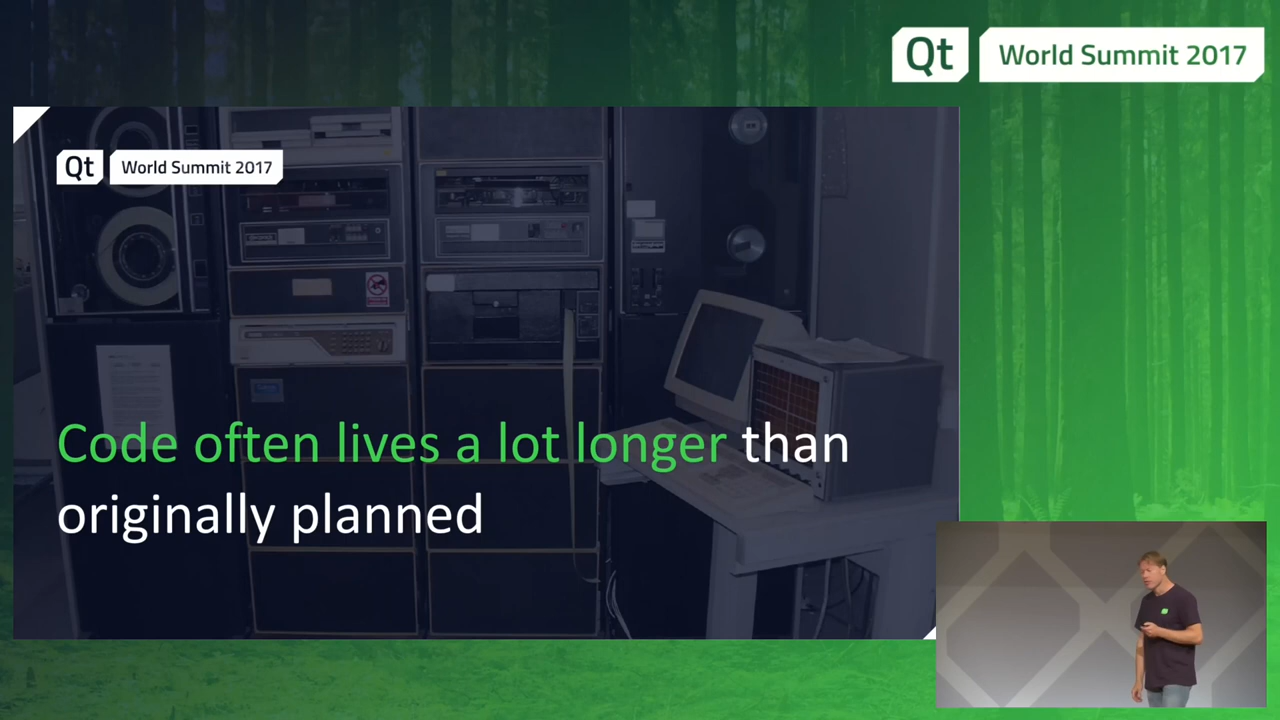 Qt World Summit 2017
Qt World Summit 2017
Code often lives a lot longer than
originally planned